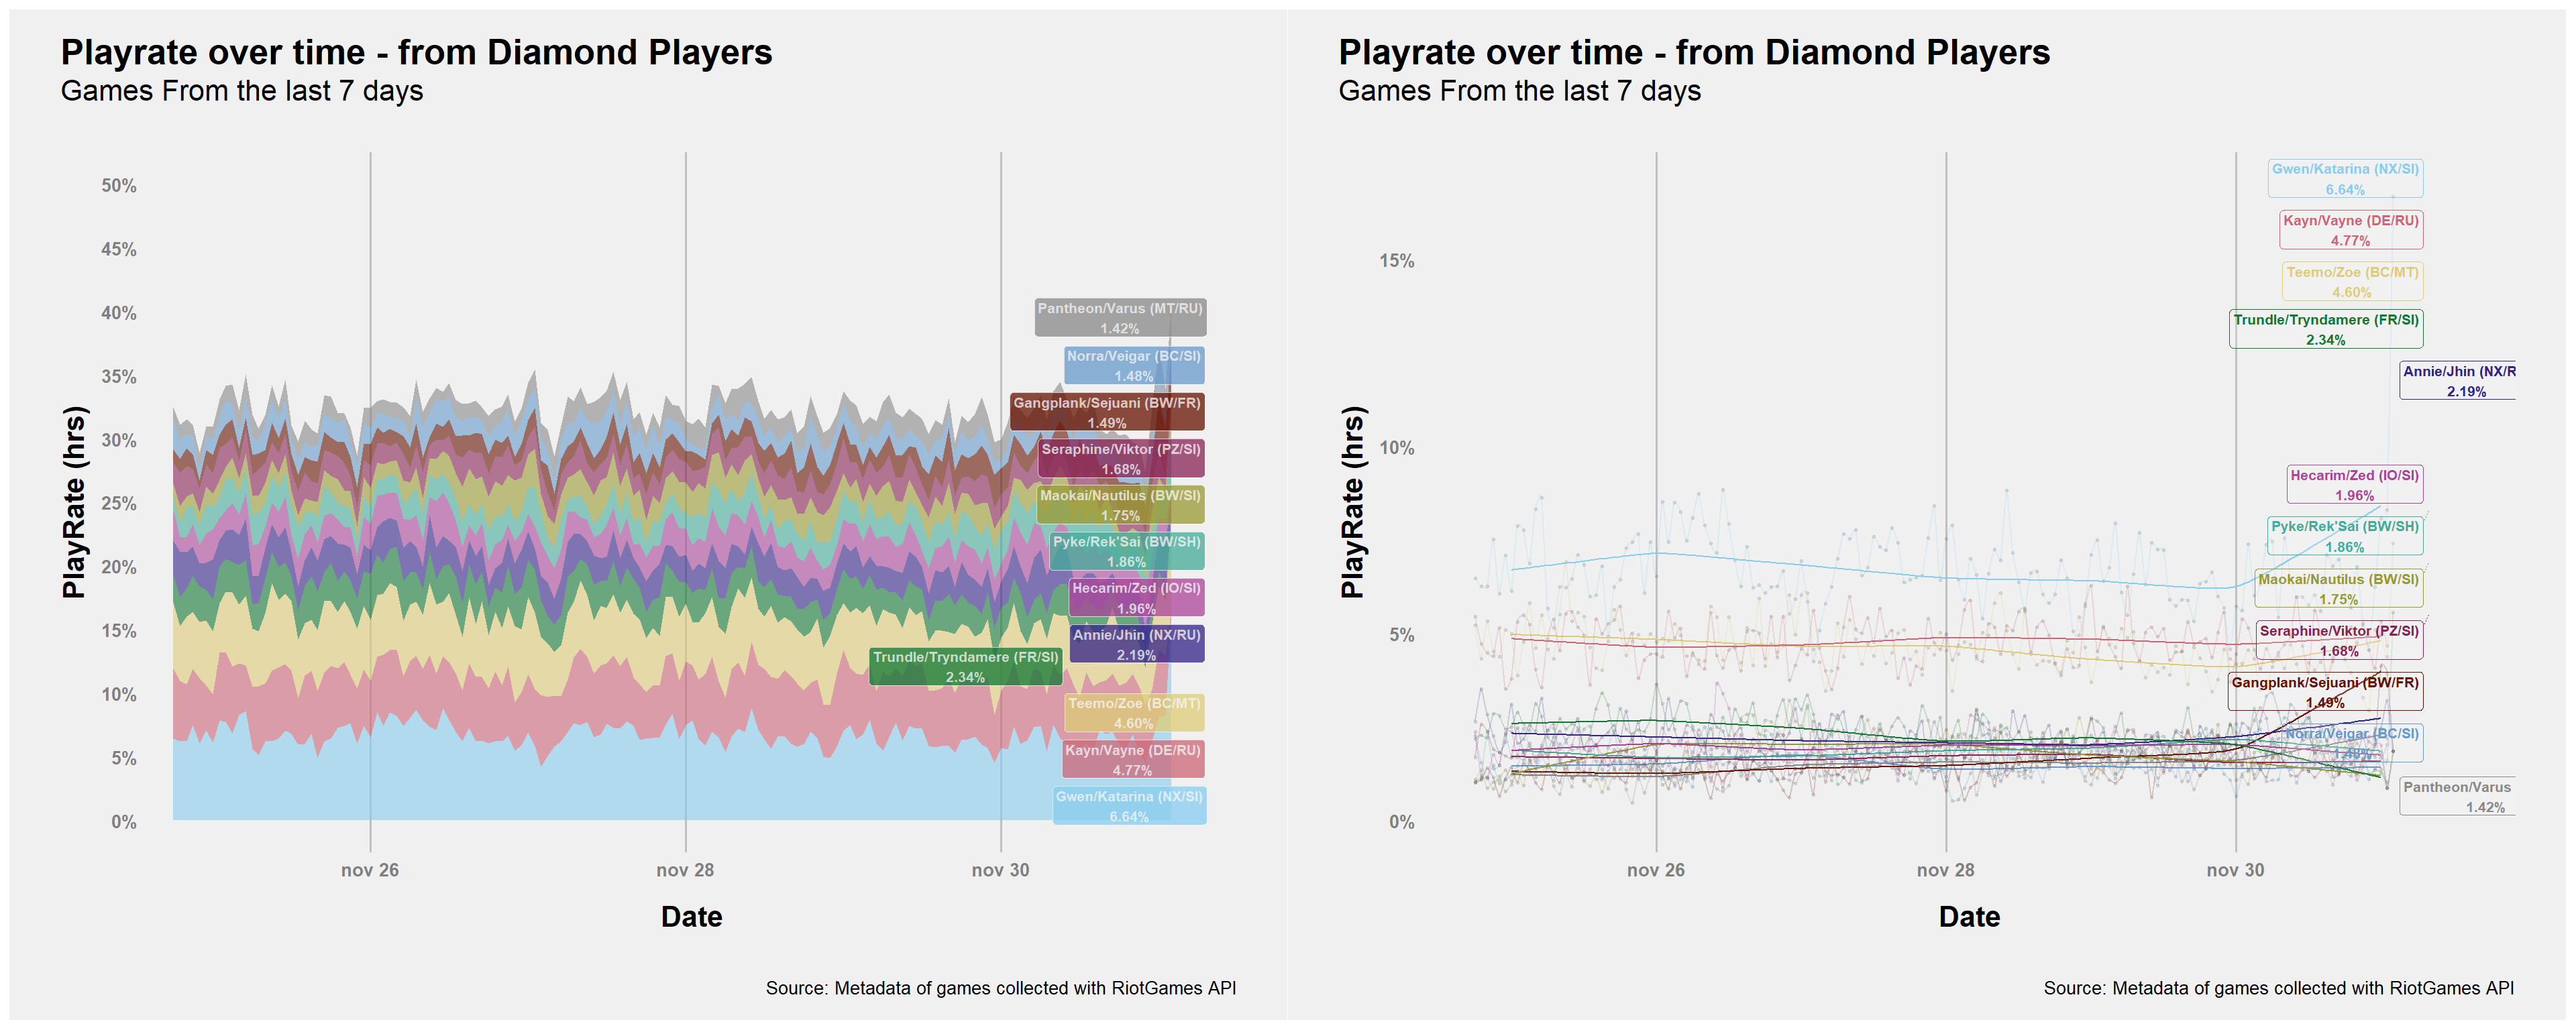 Playrate over time - from Diamond Players
Games From the last 7 days
PlayRate (hrs)
50%
45%
40%
35%
30%
25%
20%
15%
10%
5%
0%
Pantheon/Varus (MT/RU)
1.42%
Norra/Veigar (BC/SI)
1.48%
Gangplank/Sejuani (BW/FR)
1.49%
Seraphine/Viktor (PZ/SI)
1.68%
Maokai/Nautilus (BW/SI)
1.75%
Pyke/Rek'Sai (BW/SH)
1.86%
Hecarim/Zed (IO/SI)
1.96%
Annie/Jhin (NX/RU)
2.19%
Trundle/Tryndamere (FR/SI)
2.34%
Teemo/Zoe (BC/MT)
4.60%
Kayn/Vayne (DE/RU)
4.77%
Gwen/Katarina (NX/SI)
6.64%
nov 26
nov 28
nov 30
Date
Source: Metadata of games collected with RiotGames API
Playrate over time - from Diamond Players
Games From the last 7 days
PlayRate (hrs)
15%
10%
5%
0%
Gwen/Katarina (NX/SI)
6.64%
Kayn/Vayne (DE/RU)
4.77%
Teemo/Zoe (BC/MT)
4.60%
Trundle/Tryndamere (FR/SI)
2.34%
Annie/Jhin (NX/R
2.19%
Hecarim/Zed (IO/SI)
1.96%
Pyke/Rek'Sai (BW/SH)
1.86%
Maokai/Nautilus (BW/SI)
1.75%
Seraphine/Viktor (PZ/SI)
1.68%
Gangplank/Sejuani (BW/FR)
1.49%
Norra/Veigar (BC/SI)
1.48%
Pantheon/Varus
1.42%
nov 26
nov 28
nov 30
Date
Source: Metadata of games collected with RiotGames API